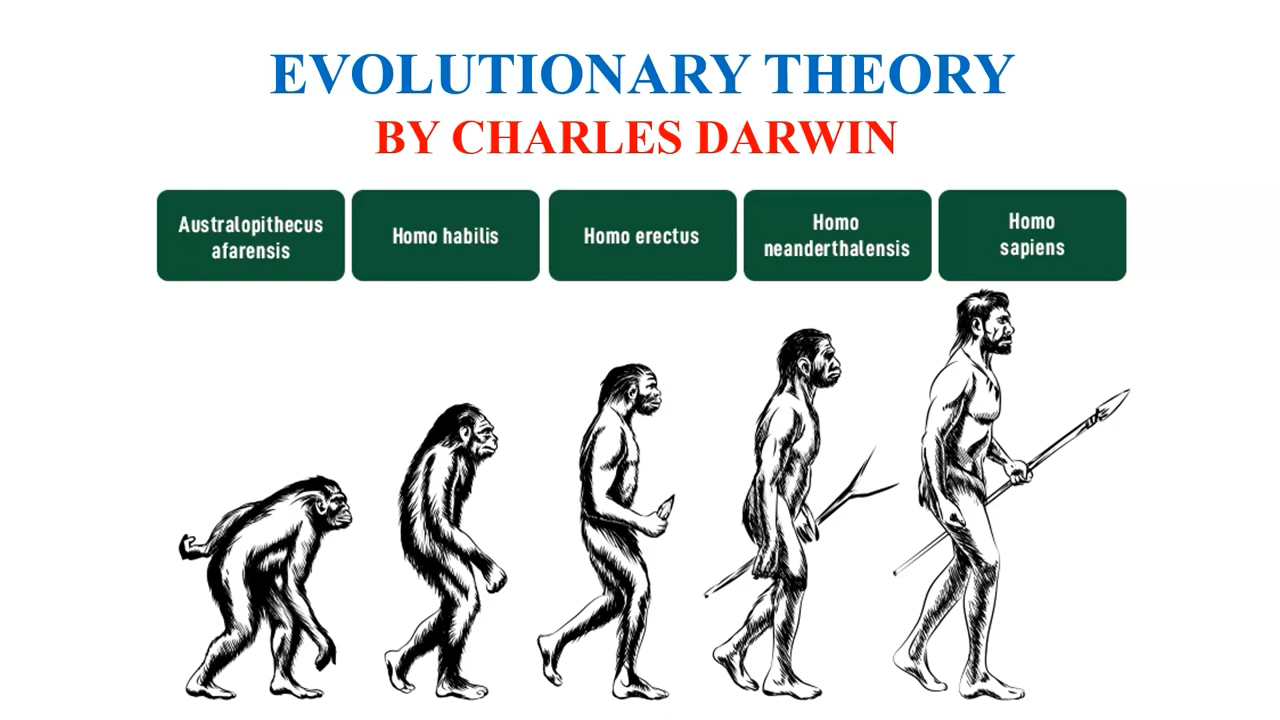 EVOLUTIONARY THEORY
BY CHARLES DARWIN
Australopithecus
afarensis
Homo habilis
Homo erectus
Homo
neanderthalensis
Homo
sapiens